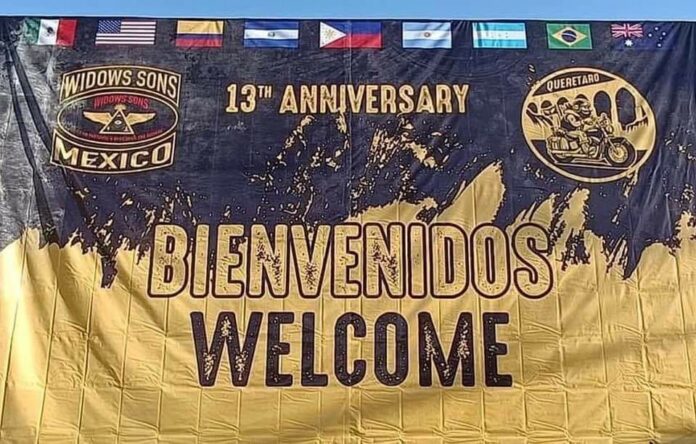 WIDOWS SONS
WIDOWS SONS
MEXICO
13TH ANNIVERSARY
QUERETARO
BIENVENIDOS
WELCOME